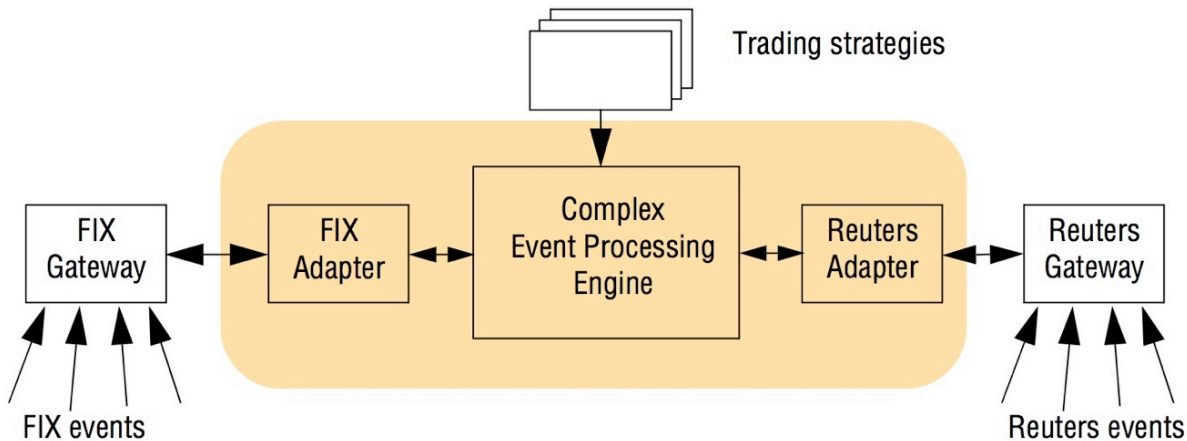 Trading strategies
FIX
Gateway
FIX
Adapter
Complex
Event Processing
Engine
Reuters
Adapter
Reuters
Gateway
FIX events
Reuters events